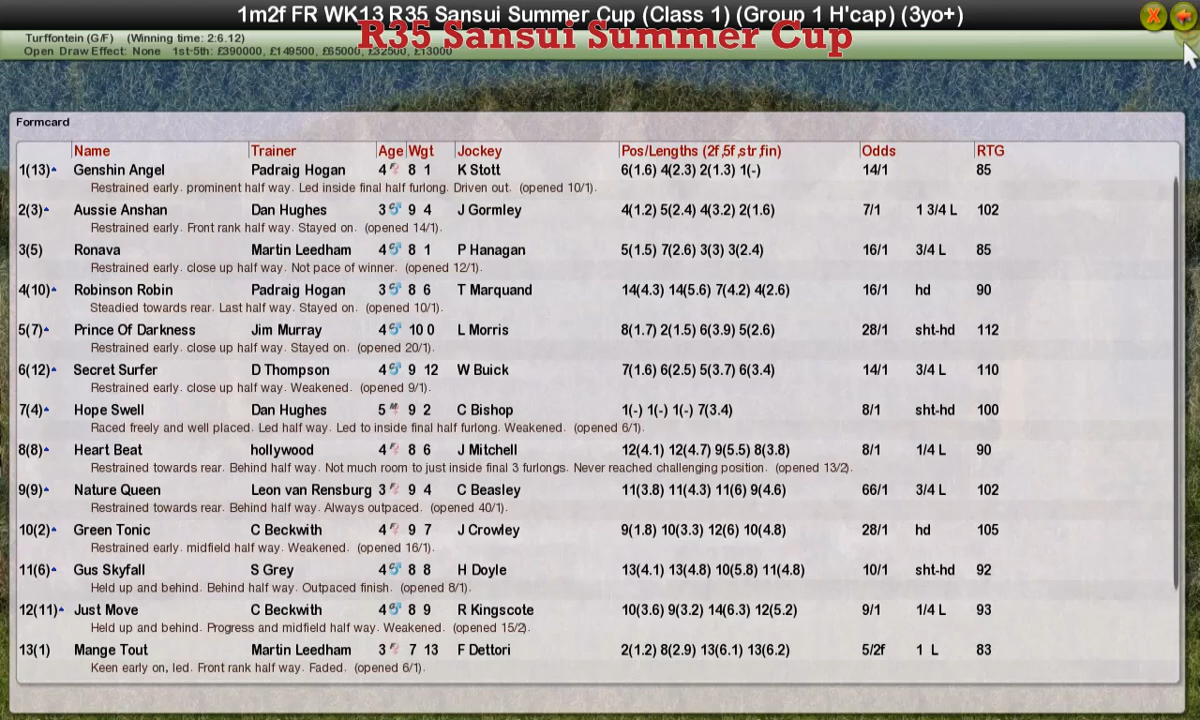 1m2f FR WK13 R35 Sansui Summer Cup (Class 1) (Group 1 H'cap) (3yo+)
R35 Sansui Summer Cup
Turffontein (G/F) (Winning time: 2:6.12)
Open Draw Effect: None 1st-5th: £390000, £149500, £65000, £32500, £13000
Formcard
Name Trainer Age Wgt Jockey Pos/Lengths (2f,5f,str,fin) Odds RTG
1(13) Genshin Angel Padraig Hogan 4 8 1 K Stott 6(1.6) 4(2.3) 2(1.3) 1(-) 14/1 85
Restrained early. prominent half way. Led inside final half furlong. Driven out. (opened 10/1).
2(3) Aussie Anshan Dan Hughes 3 9 4 J Gormley 4(1.2) 5(2.4) 4(3.2) 2(1.6) 7/1 1 3/4 L 102
Restrained early. Front rank half way. Stayed on. (opened 14/1).
3(5) Ronava Martin Leedham 4 8 1 P Hanagan 5(1.5) 7(2.6) 3(3) 3(2.4) 16/1 3/4 L 85
Restrained early. close up half way. Not pace of winner. (opened 12/1).
4(10) Robinson Robin Padraig Hogan 3 8 6 T Marquand 14(4.3) 14(5.6) 7(4.2) 4(2.6) 16/1 hd 90
Steadied towards rear. Last half way. Stayed on. (opened 10/1).
5(7) Prince Of Darkness Jim Murray 4 10 0 L Morris 8(1.7) 2(1.5) 6(3.9) 5(2.6) 28/1 sht-hd 112
Restrained early. close up half way. Stayed on. (opened 20/1).
6(12) Secret Surfer D Thompson 4 9 12 W Buick 7(1.6) 6(2.5) 5(3.7) 6(3.4) 14/1 3/4 L 110
Restrained early. close up half way. Weakened. (opened 9/1).
7(4) Hope Swell Dan Hughes 5 9 2 C Bishop 1(-) 1(-) 1(-) 7(3.4) 8/1 sht-hd 100
Raced freely and well placed. Led half way. Led to inside final half furlong. Weakened. (opened 6/1).
8(8) Heart Beat hollywood 4 8 6 J Mitchell 12(4.1) 12(4.7) 9(5.5) 8(3.8) 8/1 1/4 L 90
Restrained towards rear. Behind half way. Not much room to just inside final 3 furlongs. Never reached challenging position. (opened 13/2).
9(9) Nature Queen Leon van Rensburg 3 9 4 C Beasley 11(3.8) 11(4.3) 11(6) 9(4.6) 66/1 3/4 L 102
Restrained towards rear. Behind half way. Always outpaced. (opened 40/1).
10(2) Green Tonic C Beckwith 4 9 7 J Crowley 9(1.8) 10(3.3) 12(6) 10(4.8) 28/1 hd 105
Restrained early. midfield half way. Weakened. (opened 16/1).
11(6) Gus Skyfall S Grey 4 8 8 H Doyle 13(4.1) 13(4.8) 10(5.8) 11(4.8) 10/1 sht-hd 92
Held up and behind. Behind half way. Outpaced finish. (opened 8/1).
12(11) Just Move C Beckwith 4 8 9 R Kingscote 10(3.6) 9(3.2) 14(6.3) 12(5.2) 9/1 1/4 L 93
Held up and behind. Progress and midfield half way. Weakened. (opened 15/2).
13(1) Mange Tout Martin Leedham 3 7 13 F Dettori 2(1.2) 8(2.9) 13(6.1) 13(6.2) 5/2f 1 L 83
Keen early on, led. Front rank half way. Faded. (opened 6/1).